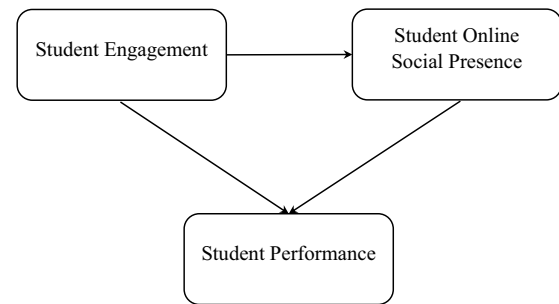 Student Engagement
Student Online
Social Presence
Student Performance